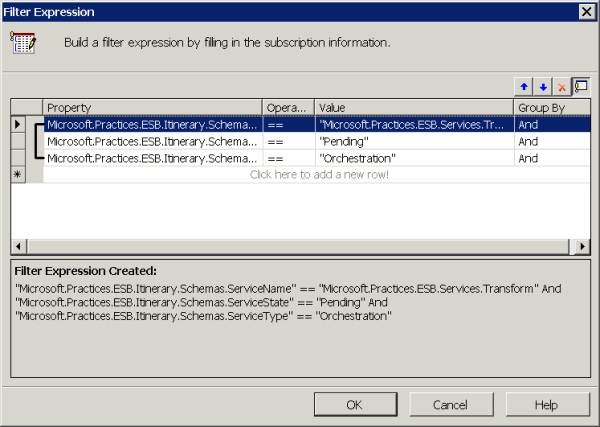 Filter Expression
Build a filter expression by filling in the subscription information.
Property Opera... Value Group By
Microsoft.Practices.ESB.Itinerary.Schema... == "Microsoft.Practices.ESB.Services.Tr... And
Microsoft.Practices.ESB.Itinerary.Schema... == "Pending" And
Microsoft.Practices.ESB.Itinerary.Schema... == "Orchestration" And
Click here to add a new row!
Filter Expression Created:
"Microsoft.Practices.ESB.Itinerary.Schemas.ServiceName" == "Microsoft.Practices.ESB.Services.Transform" And
"Microsoft.Practices.ESB.Itinerary.Schemas.ServiceState" == "Pending" And
"Microsoft.Practices.ESB.Itinerary.Schemas.ServiceType" == "Orchestration"
OK Cancel Help